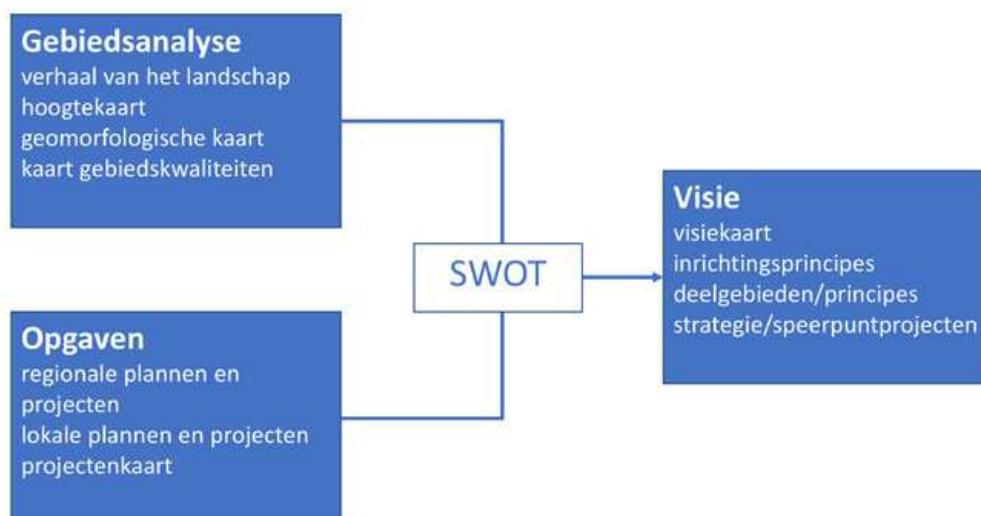 Gebiedsanalyse
verhaal van het landschap
hoogtekaart
geomorfologische kaart
kaart gebiedskwaliteiten
Opgaven
regionale plannen en
projecten
lokale plannen en projecten
projectenkaart
SWOT
Visie
visiekaart
inrichtingsprincipes
deelgebieden/principes
strategie/speerpuntprojecten